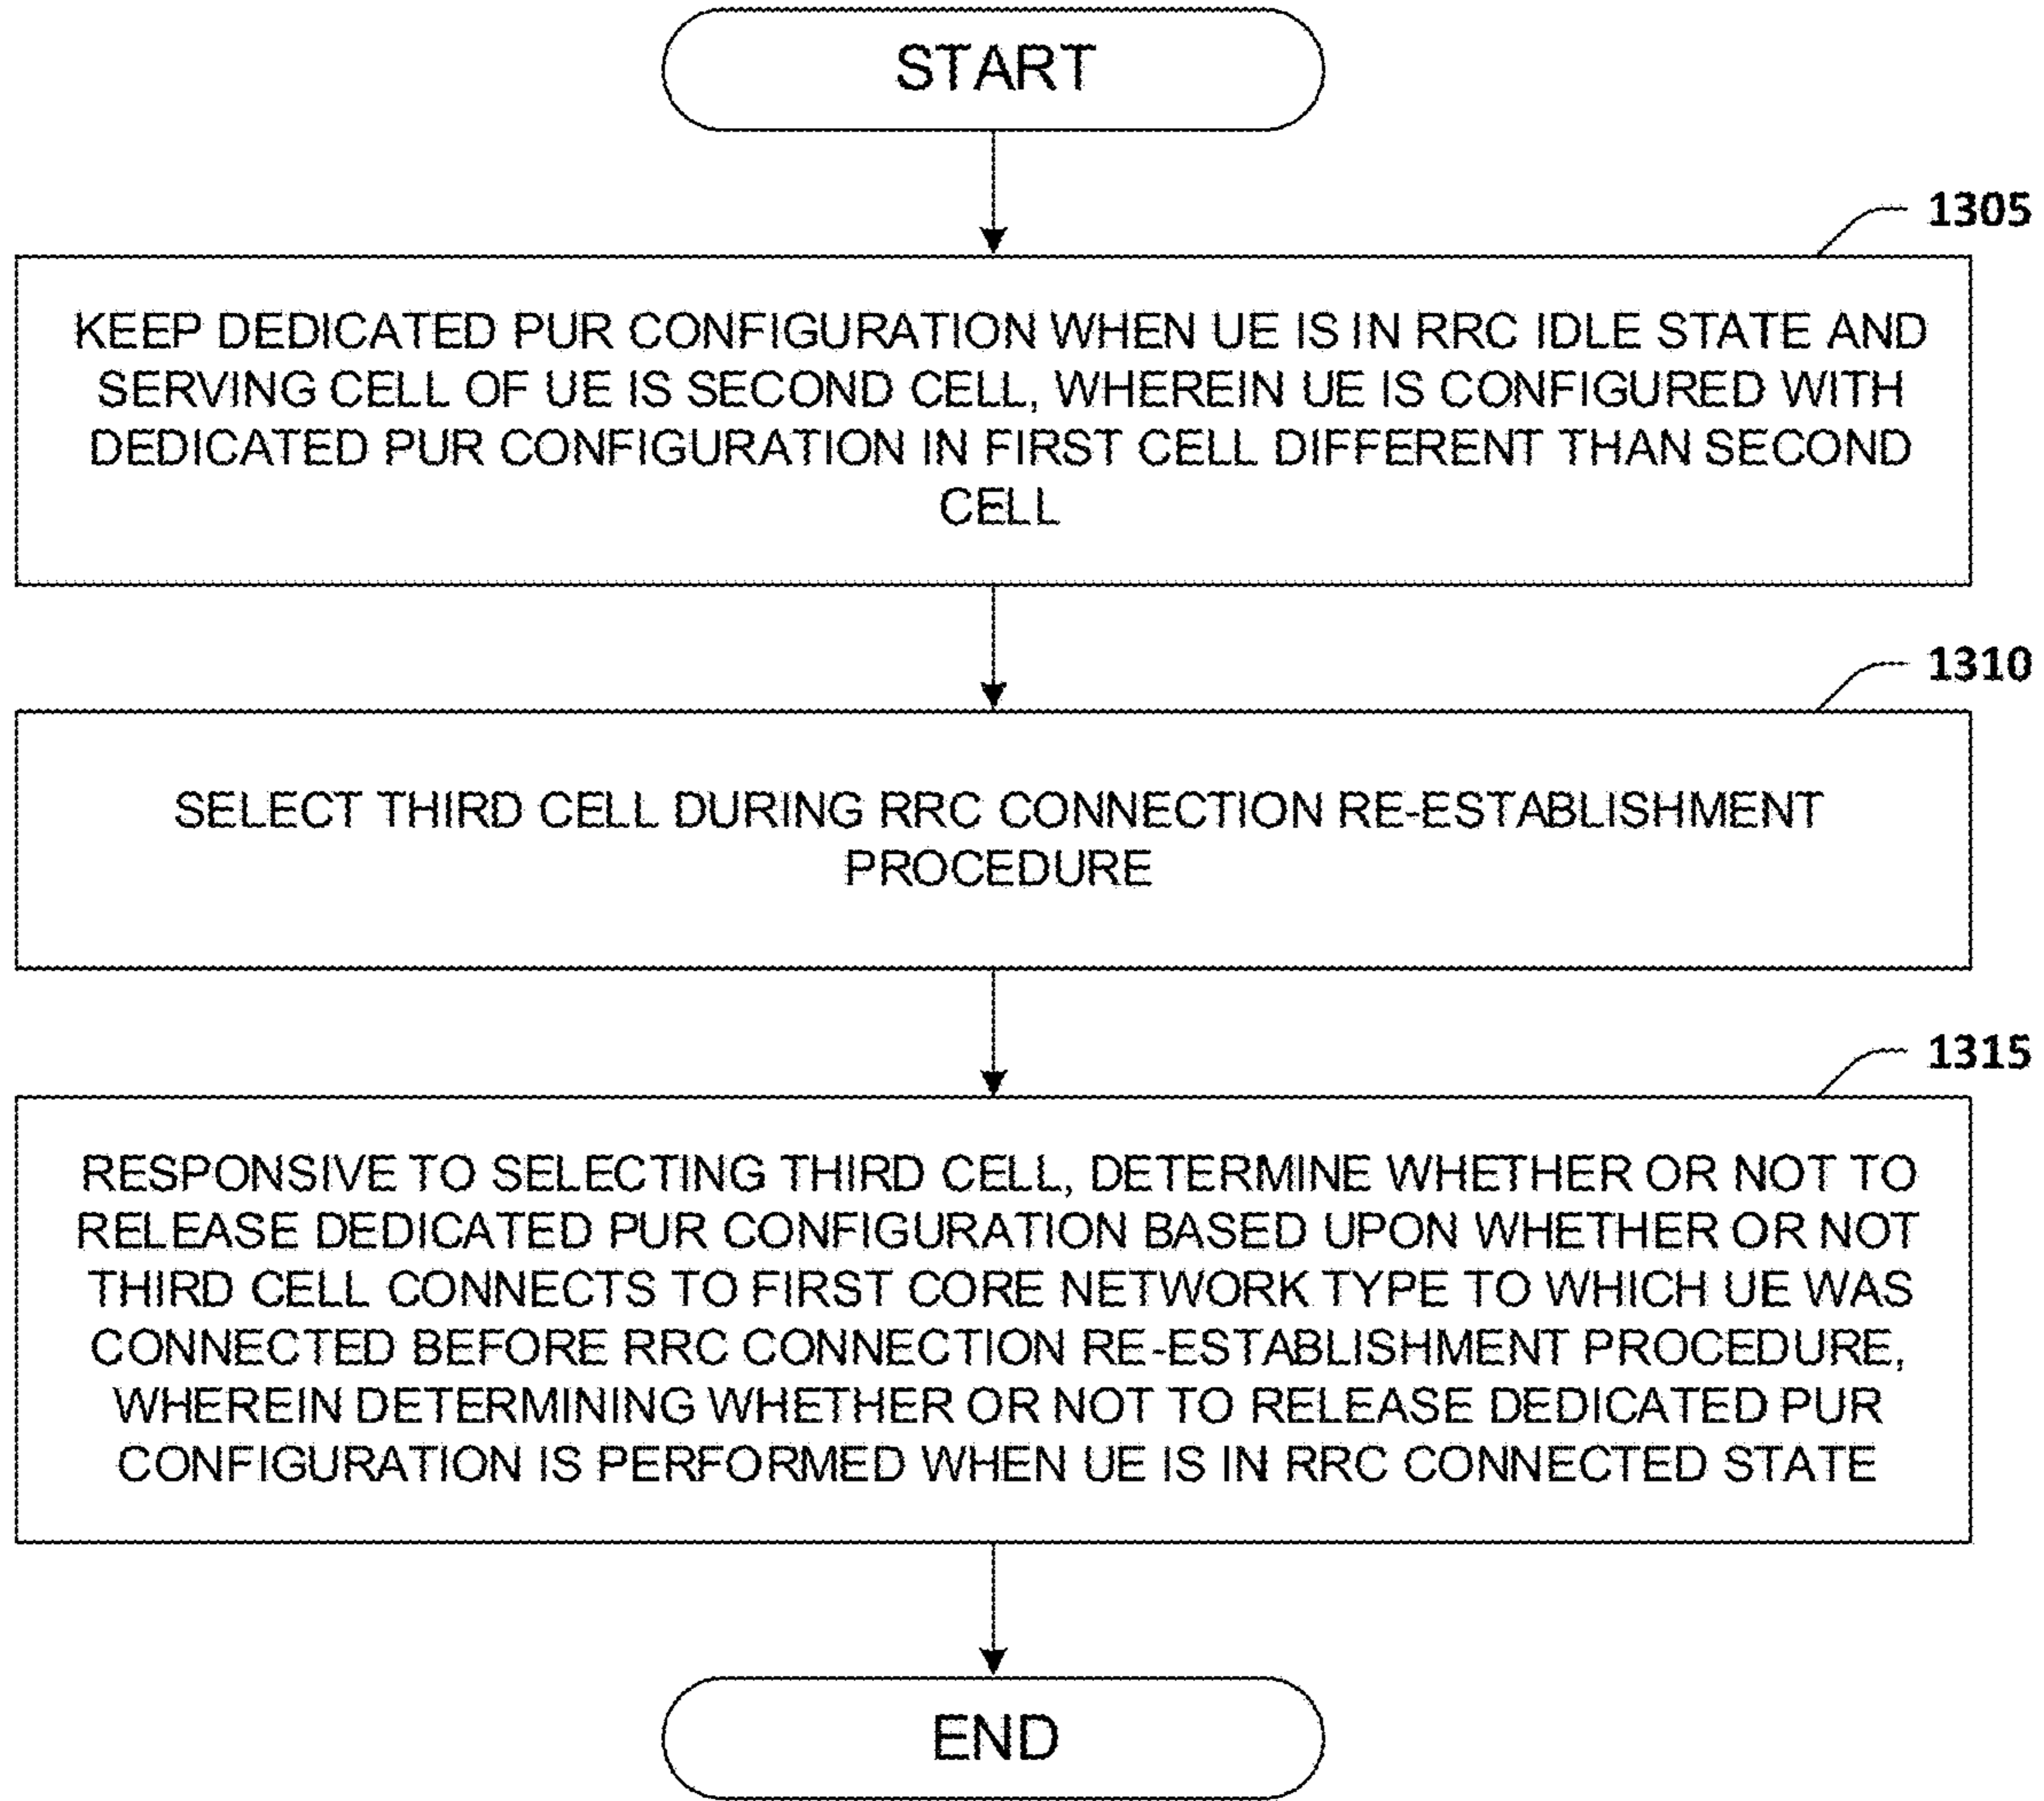 START
1305
KEEP DEDICATED PUR CONFIGURATION WHEN UE IS IN RRC IDLE STATE AND
SERVING CELL OF UE IS SECOND CELL, WHEREIN UE IS CONFIGURED WITH
DEDICATED PUR CONFIGURATION IN FIRST CELL DIFFERENT THAN SECOND
CELL
1310
SELECT THIRD CELL DURING RRC CONNECTION RE-ESTABLISHMENT
PROCEDURE
1315
RESPONSIVE TO SELECTING THIRD CELL, DETERMINE WHETHER OR NOT TO
RELEASE DEDICATED PUR CONFIGURATION BASED UPON WHETHER OR NOT
THIRD CELL CONNECTS TO FIRST CORE NETWORK TYPE TO WHICH UE WAS
CONNECTED BEFORE RRC CONNECTION RE-ESTABLISHMENT PROCEDURE,
WHEREIN DETERMINING WHETHER OR NOT TO RELEASE DEDICATED PUR
CONFIGURATION IS PERFORMED WHEN UE IS IN RRC CONNECTED STATE
END